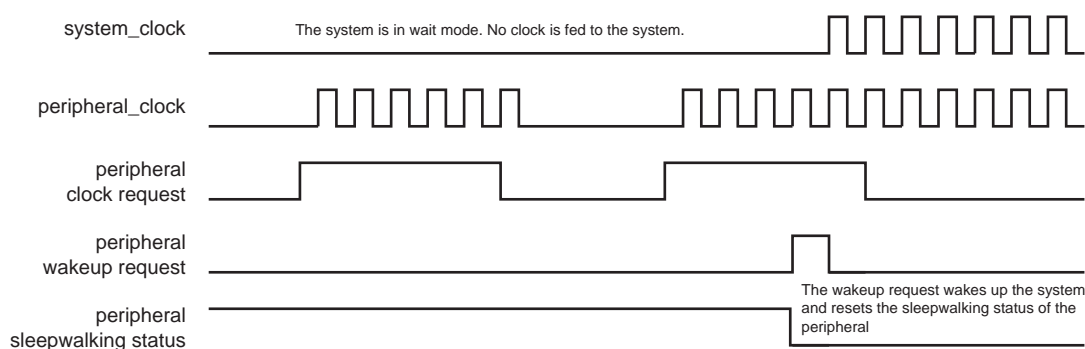 system_clock
The system is in wait mode. No clock is fed to the system.
peripheral_clock
peripheral
clock request
peripheral
wakeup request
The wakeup request wakes up the system
and resets the sleepwalking status of the
peripheral
peripheral
sleepwalking status